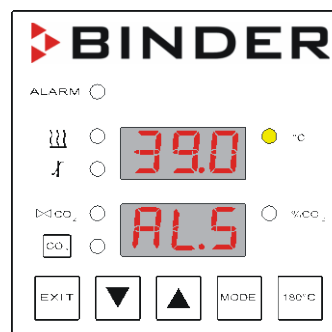 BINDER
ALARM
39.0 °C
CO₂ AL.5 %CO₂
CO₂
EXIT MODE 180°C